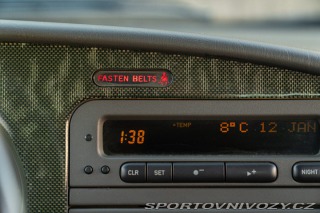 FASTEN BELTS
•TEMP
1:38 8°C 12 JAN
CLR SET ●− ▸+ NIGHT
SPORTOVNIVOZY.CZ